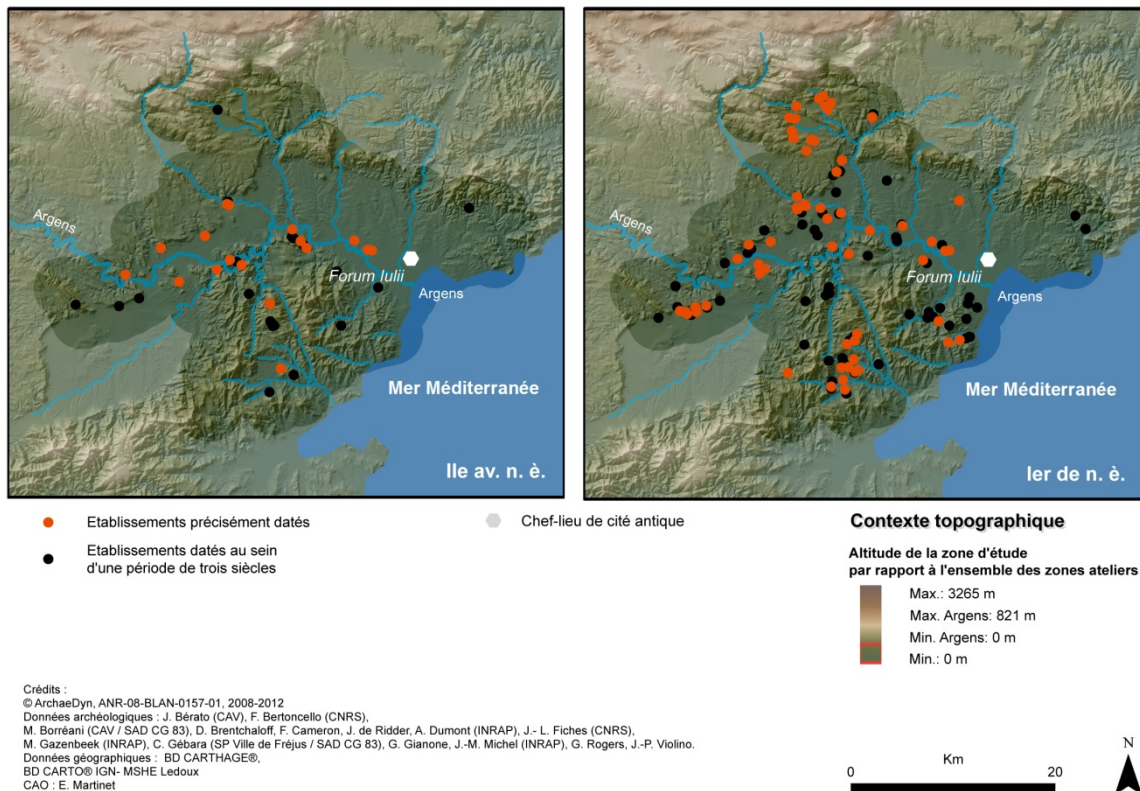 Argens
Forum Iulii
Argens
Mer Méditerranée
IIe av. n. è.
Argens
Forum Iulii
Argens
Mer Méditerranée
Ier de n. è.
Etablissements précisément datés
Etablissements datés au sein
d'une période de trois siècles
Chef-lieu de cité antique
Contexte topographique
Altitude de la zone d'étude
par rapport à l'ensemble des zones ateliers
Max.: 3265 m
Max. Argens: 821 m
Min. Argens: 0 m
Min.: 0 m
Crédits :
© ArchaeDyn, ANR-08-BLAN-0157-01, 2008-2012
Données archéologiques : J. Bérato (CAV), F. Bertoncello (CNRS),
M. Borréani (CAV / SAD CG 83), D. Brentchaloff, F. Cameron, J. de Ridder, A. Dumont (INRAP), J.- L. Fiches (CNRS),
M. Gazenbeek (INRAP), C. Gébara (SP Ville de Fréjus / SAD CG 83), G. Gianone, J.-M. Michel (INRAP), G. Rogers, J.-P. Violino.
Données géographiques : BD CARTHAGE®,
BD CARTO® IGN- MSHE Ledoux
CAO : E. Martinet
Km
0 20
N